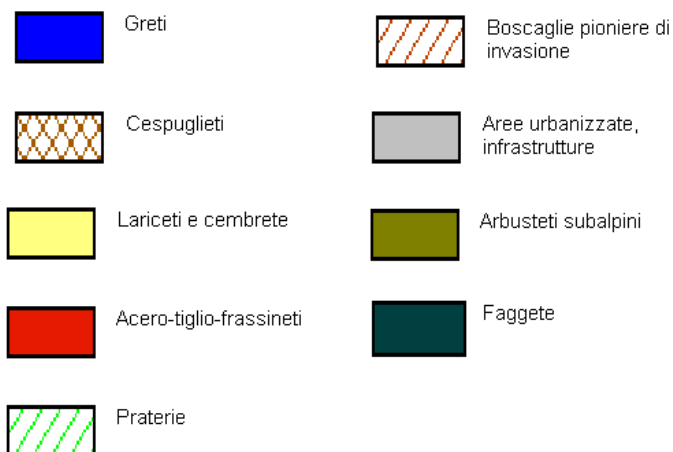 Greti
Cespuglieti
Lariceti e cembrete
Acero-tiglio-frassineti
Praterie
Boscaglie pioniere di
invasione
Aree urbanizzate,
infrastrutture
Arbusteti subalpini
Faggete